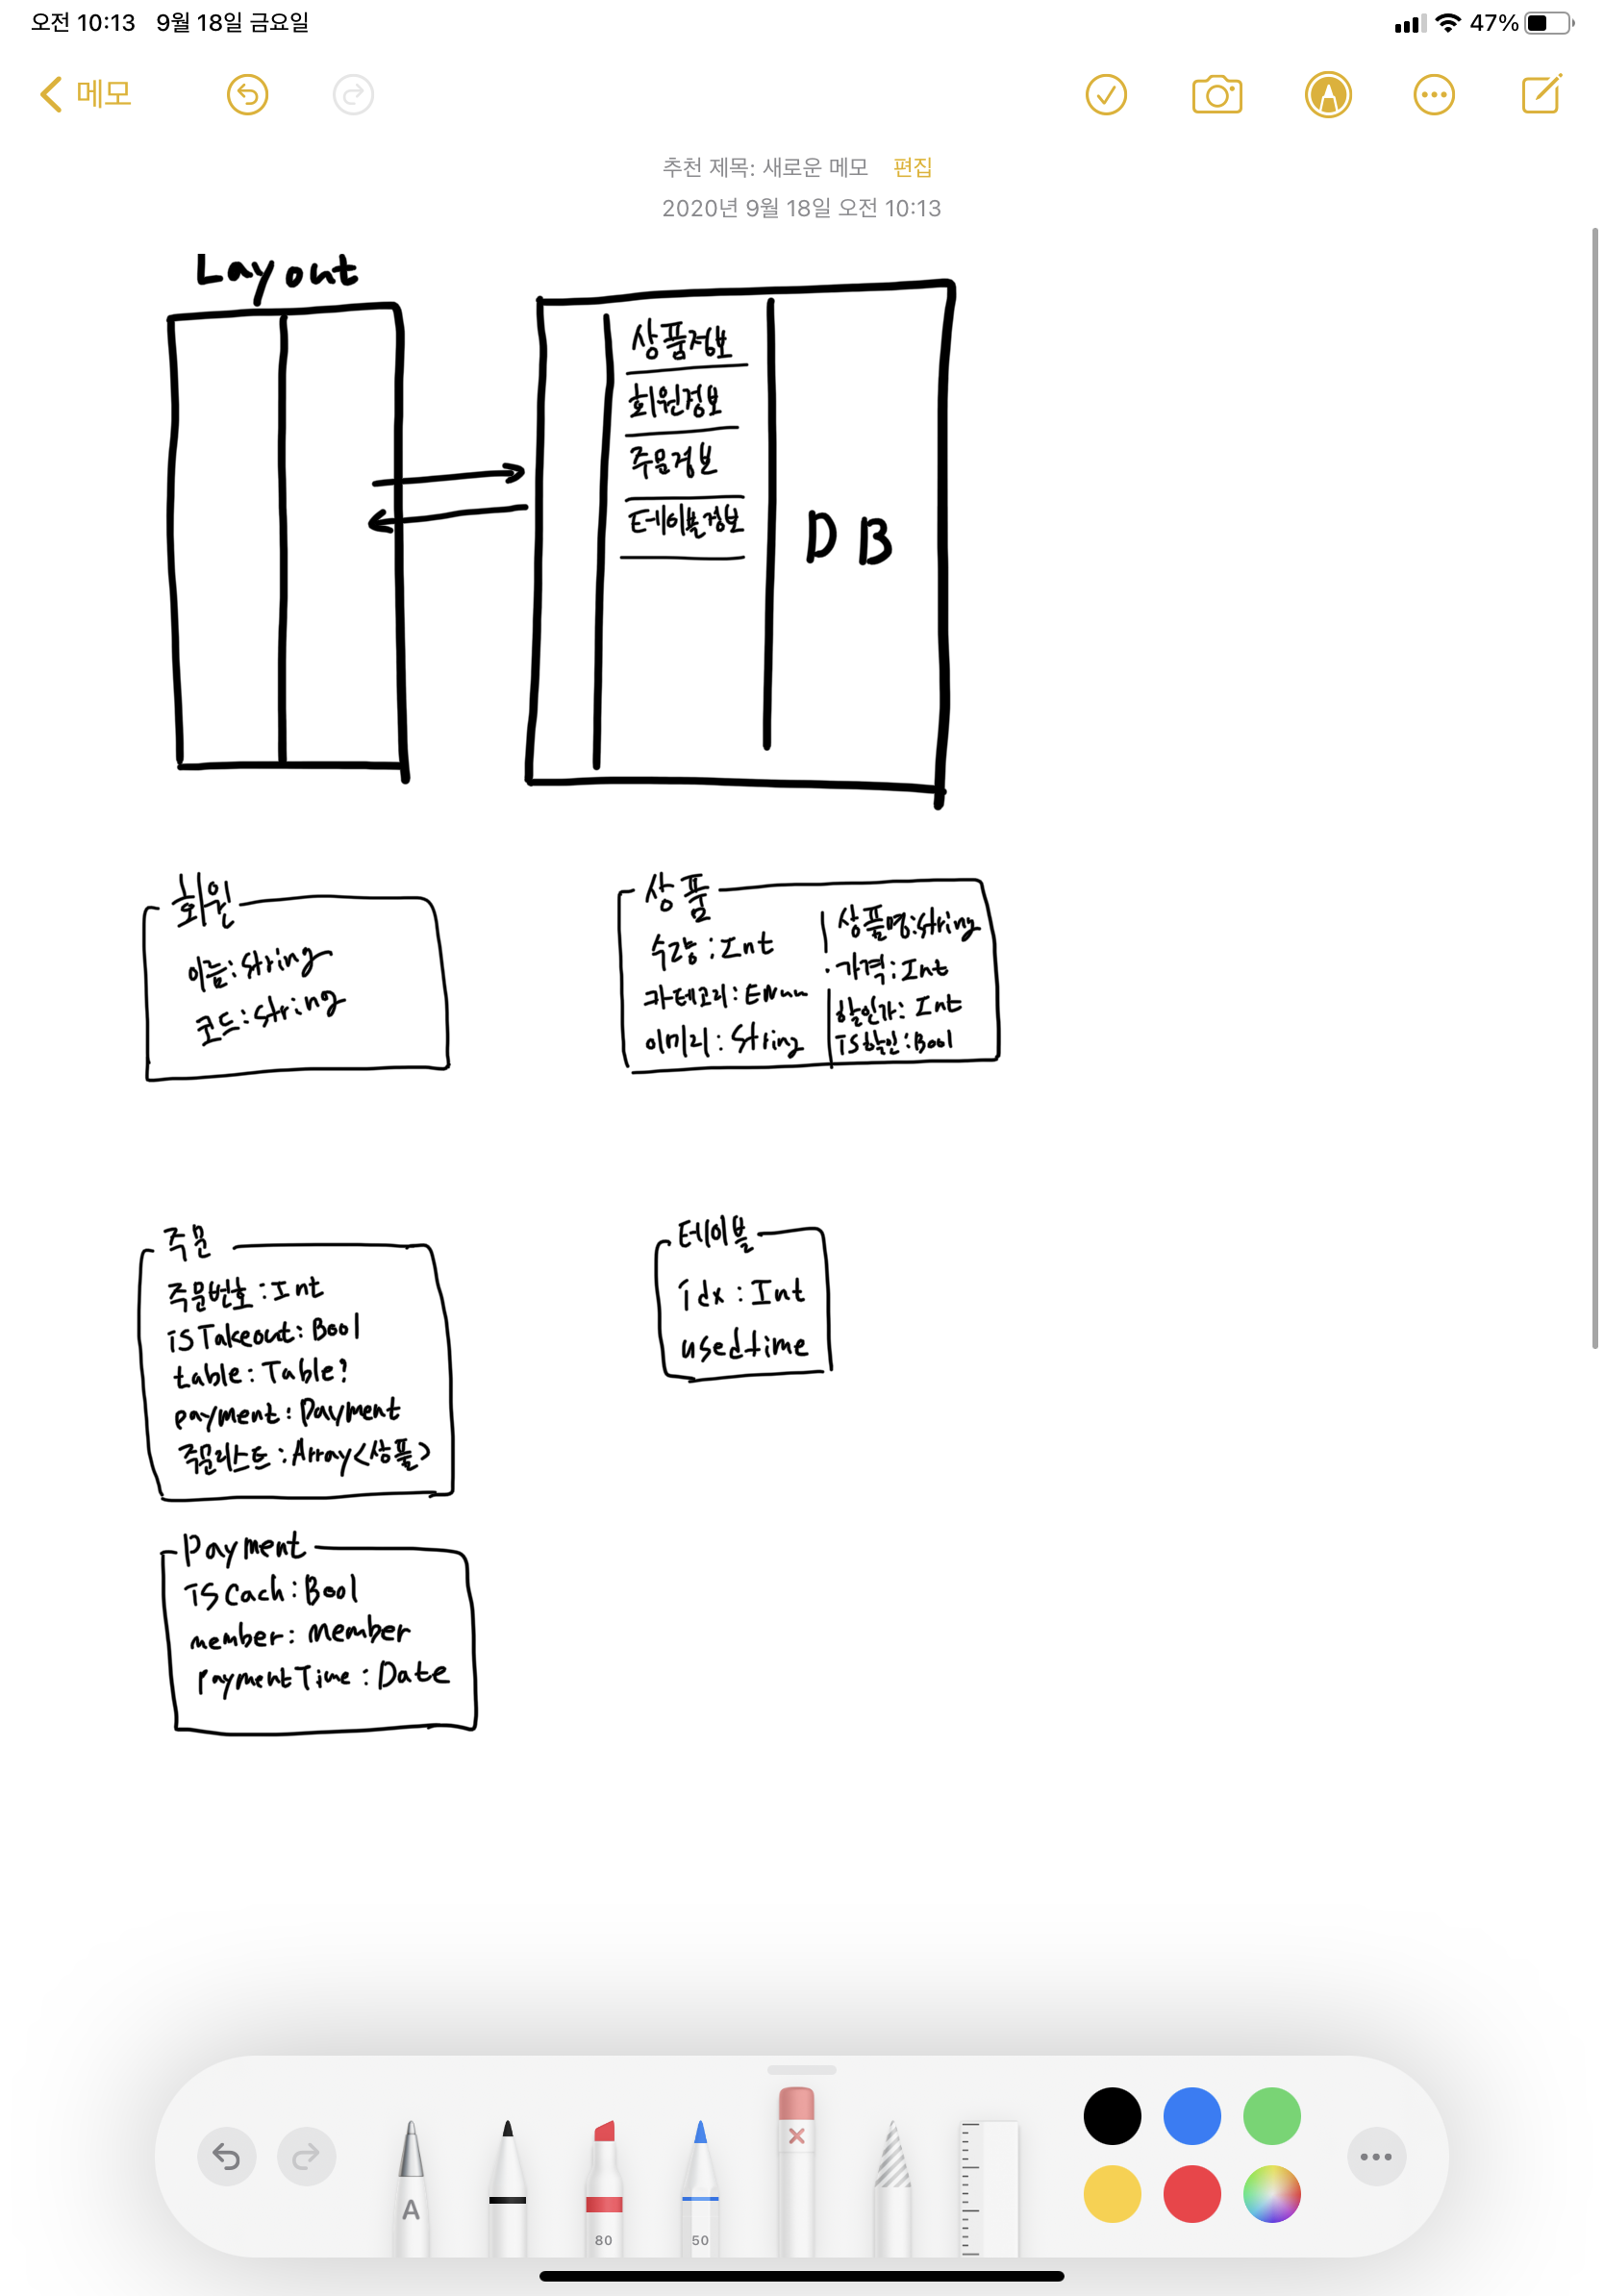 오전 10:13 9월 18일 금요일 47%
메모
추천 제목: 새로운 메모 편집
2020년 9월 18일 오전 10:13
Layout
상품정보
회원정보
주문정보
테이블정보
DB
회원
이름:String
코드:String
상품
수량:Int
카테고리:ENum
이미지:String
상품명:String
가격:Int
할인가:Int
is할인:Bool
주문
주문번호:Int
isTakeout:Bool
table:Table?
payment:Payment
주문리스트:Array<상품>
테이블
idx:Int
usedtime
Payment
isCach:Bool
member:Member
paymentTime:Date
A
80
50